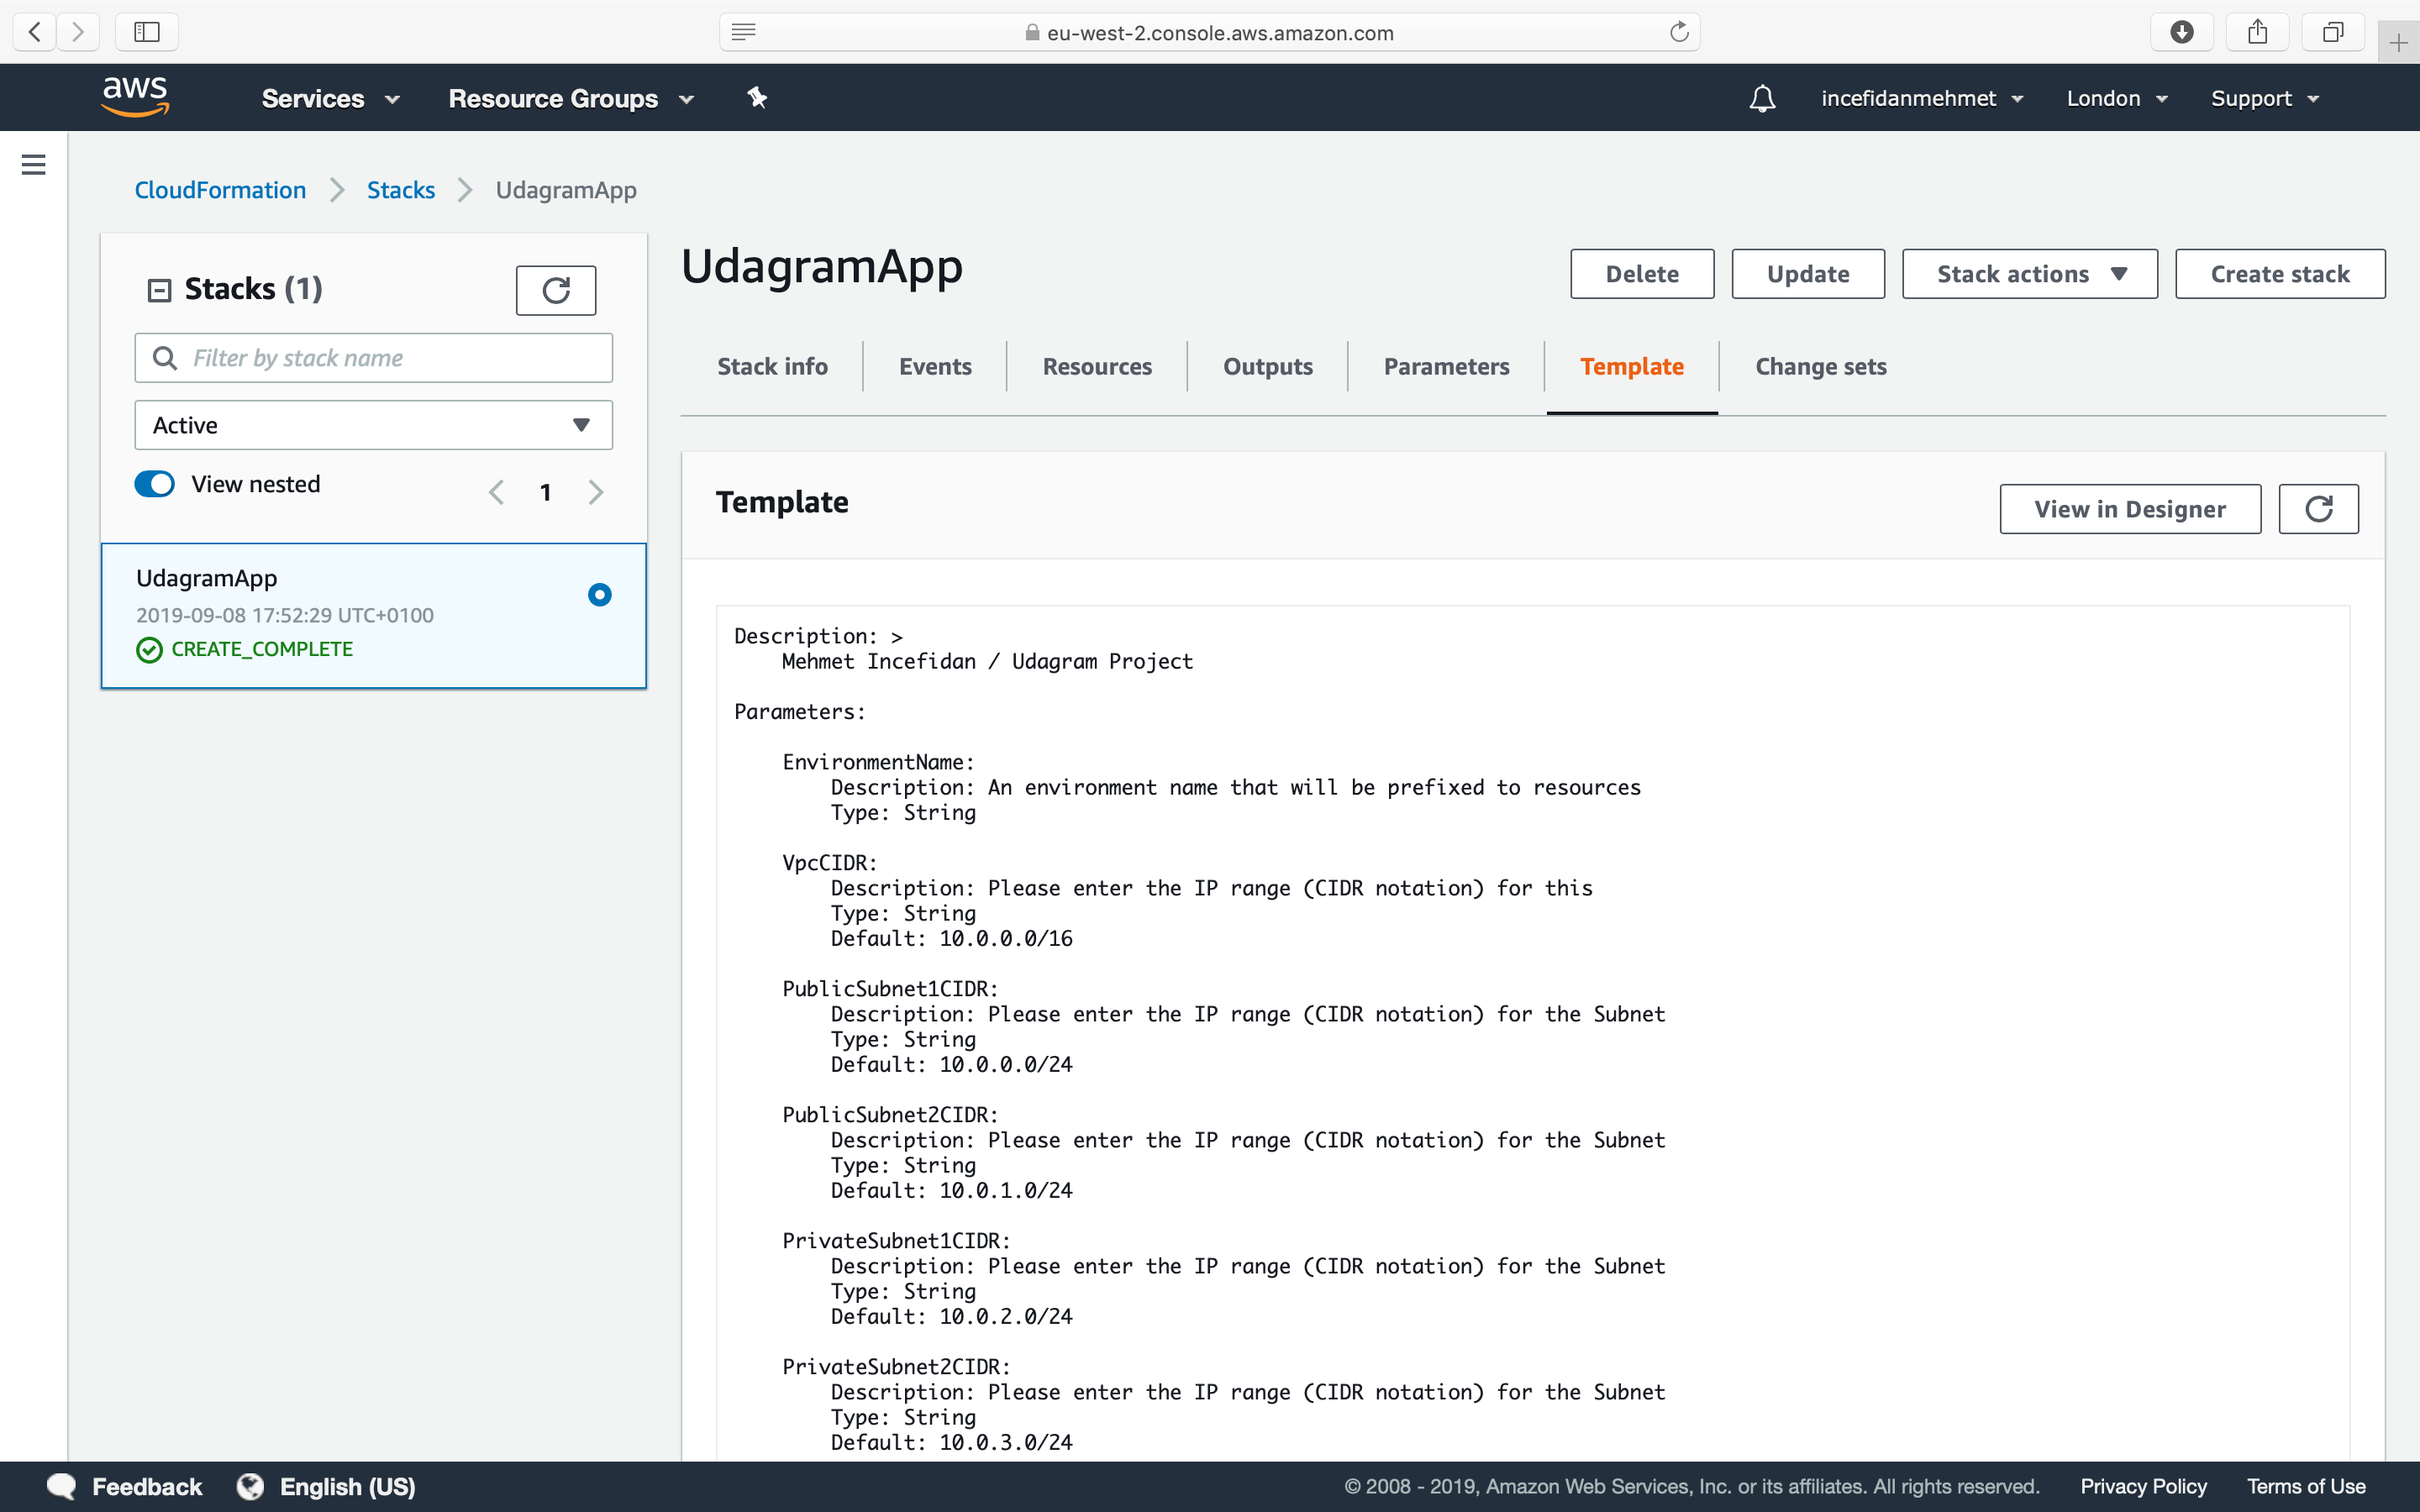 eu-west-2.console.aws.amazon.com
aws
Services
Resource Groups
incefidanmehmet
London
Support
CloudFormation
Stacks
UdagramApp
Stacks (1)
Filter by stack name
Active
View nested
1
UdagramApp
2019-09-08 17:52:29 UTC+0100
CREATE_COMPLETE
UdagramApp
Delete
Update
Stack actions
Create stack
Stack info
Events
Resources
Outputs
Parameters
Template
Change sets
Template
View in Designer
Description: >
Mehmet Incefidan / Udagram Project
Parameters:
EnvironmentName:
Description: An environment name that will be prefixed to resources
Type: String
VpcCIDR:
Description: Please enter the IP range (CIDR notation) for this
Type: String
Default: 10.0.0.0/16
PublicSubnet1CIDR:
Description: Please enter the IP range (CIDR notation) for the Subnet
Type: String
Default: 10.0.0.0/24
PublicSubnet2CIDR:
Description: Please enter the IP range (CIDR notation) for the Subnet
Type: String
Default: 10.0.1.0/24
PrivateSubnet1CIDR:
Description: Please enter the IP range (CIDR notation) for the Subnet
Type: String
Default: 10.0.2.0/24
PrivateSubnet2CIDR:
Description: Please enter the IP range (CIDR notation) for the Subnet
Type: String
Default: 10.0.3.0/24
Feedback
English (US)
© 2008 - 2019, Amazon Web Services, Inc. or its affiliates. All rights reserved.
Privacy Policy
Terms of Use